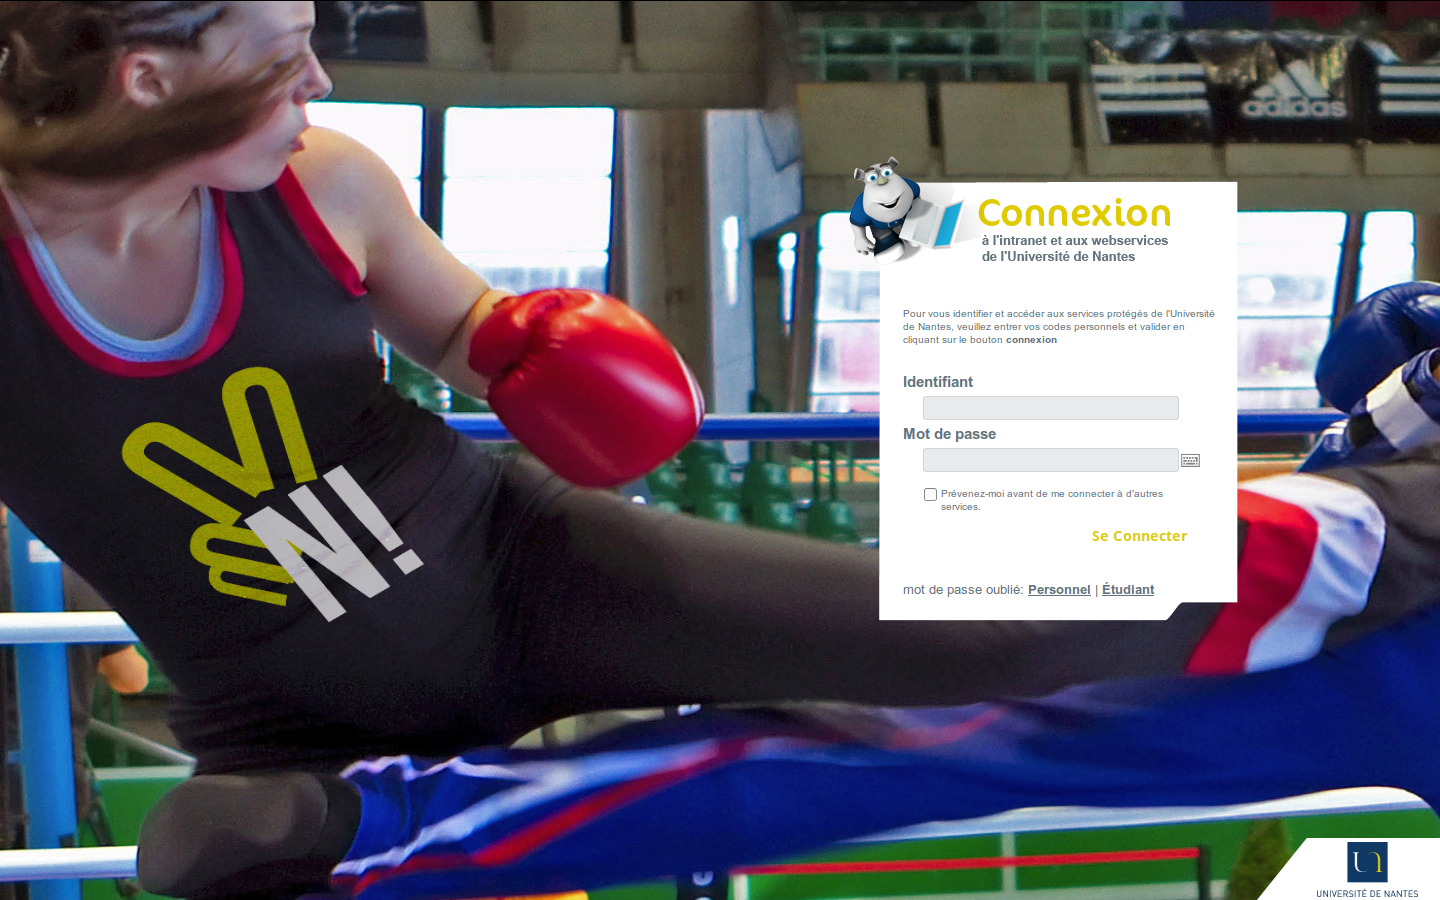 adidas
N!
Connexion
à l'intranet et aux webservices
de l'Université de Nantes
Pour vous identifier et accéder aux services protégés de l'Université
de Nantes, veuillez entrer vos codes personnels et valider en
cliquant sur le bouton connexion
Identifiant
Mot de passe
Prévenez-moi avant de me connecter à d'autres
services.
Se Connecter
mot de passe oublié: Personnel | Étudiant
UNIVERSITÉ DE NANTES